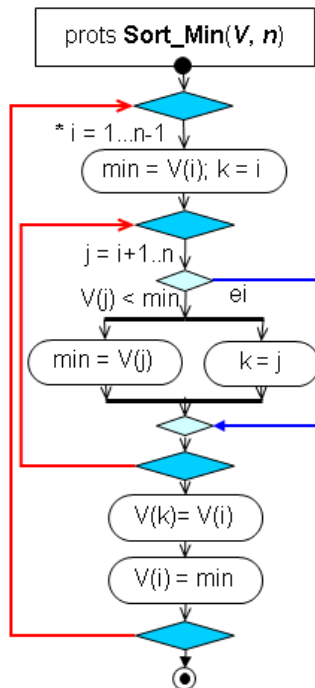 prots Sort_Min(V, n)
* i = 1...n-1
min = V(i); k = i
j = i+1..n
V(j) < min
ei
min = V(j)
k = j
V(k)= V(i)
V(i) = min